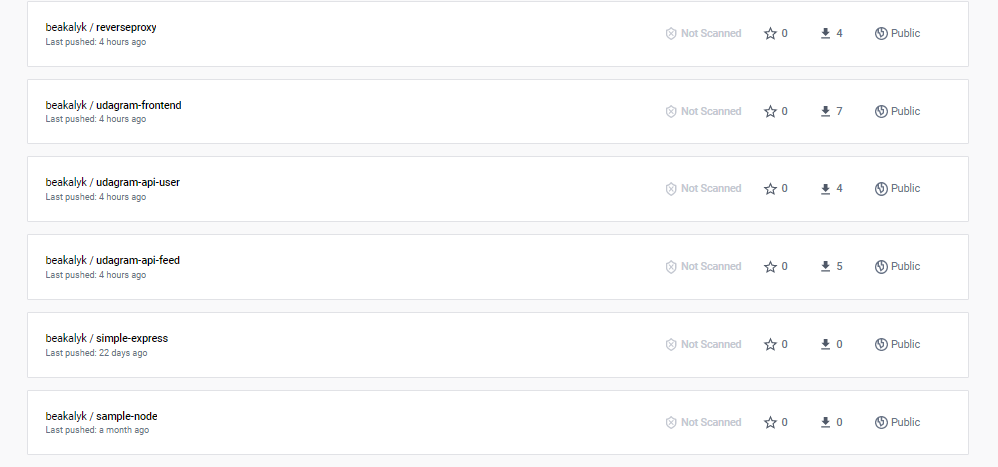 beakalyk / reverseproxy
Last pushed: 4 hours ago
Not Scanned 0 4 Public
beakalyk / udagram-frontend
Last pushed: 4 hours ago
Not Scanned 0 7 Public
beakalyk / udagram-api-user
Last pushed: 4 hours ago
Not Scanned 0 4 Public
beakalyk / udagram-api-feed
Last pushed: 4 hours ago
Not Scanned 0 5 Public
beakalyk / simple-express
Last pushed: 22 days ago
Not Scanned 0 0 Public
beakalyk / sample-node
Last pushed: a month ago
Not Scanned 0 0 Public